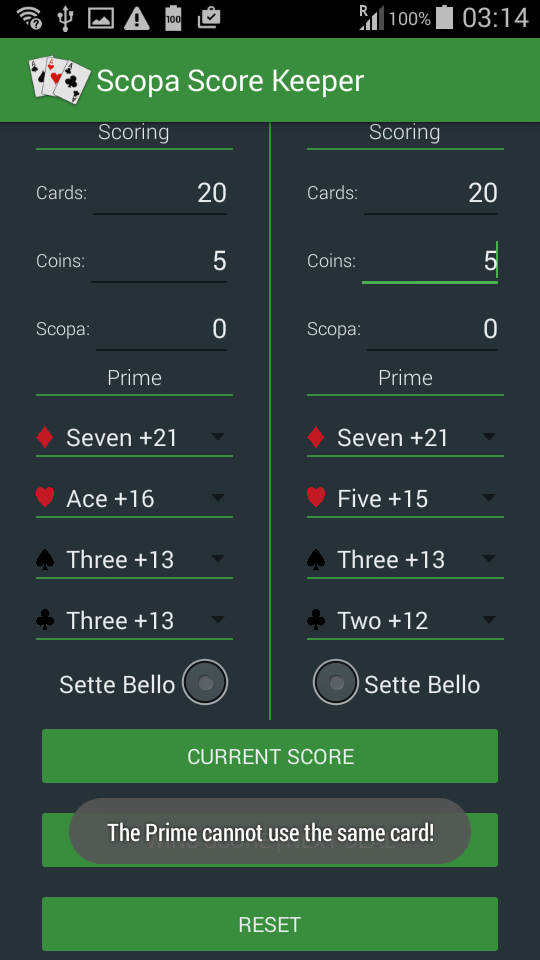 R 100% 03:14
100
Scopa Score Keeper
Scoring
Cards: 20
Coins: 5
Scopa: 0
Prime
Seven +21
Ace +16
Three +13
Three +13
Sette Bello
Scoring
Cards: 20
Coins: 5
Scopa: 0
Prime
Seven +21
Five +15
Three +13
Two +12
Sette Bello
CURRENT SCORE
The Prime cannot use the same card!
RESET